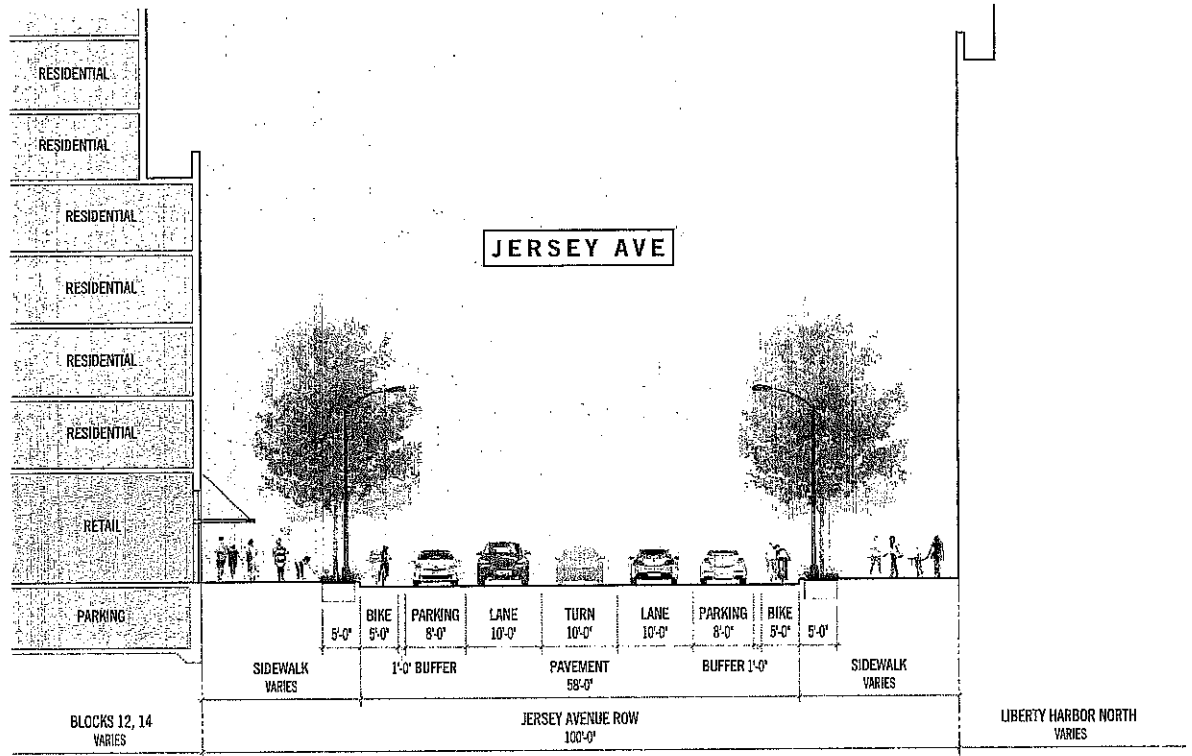 RESIDENTIAL
RESIDENTIAL
RESIDENTIAL
JERSEY AVE
RESIDENTIAL
RESIDENTIAL
RESIDENTIAL
RETAIL
PARKING
5'-0"
BIKE
5'-0"
PARKING
8'-0"
LANE
10'-0"
TURN
10'-0"
LANE
10'-0"
PARKING
8'-0"
BIKE
5'-0"
5'-0"
SIDEWALK
VARIES
1'-0" BUFFER
PAVEMENT
58'-0"
BUFFER 1'-0"
SIDEWALK
VARIES
BLOCKS 12, 14
VARIES
JERSEY AVENUE ROW
100'-0"
LIBERTY HARBOR NORTH
VARIES